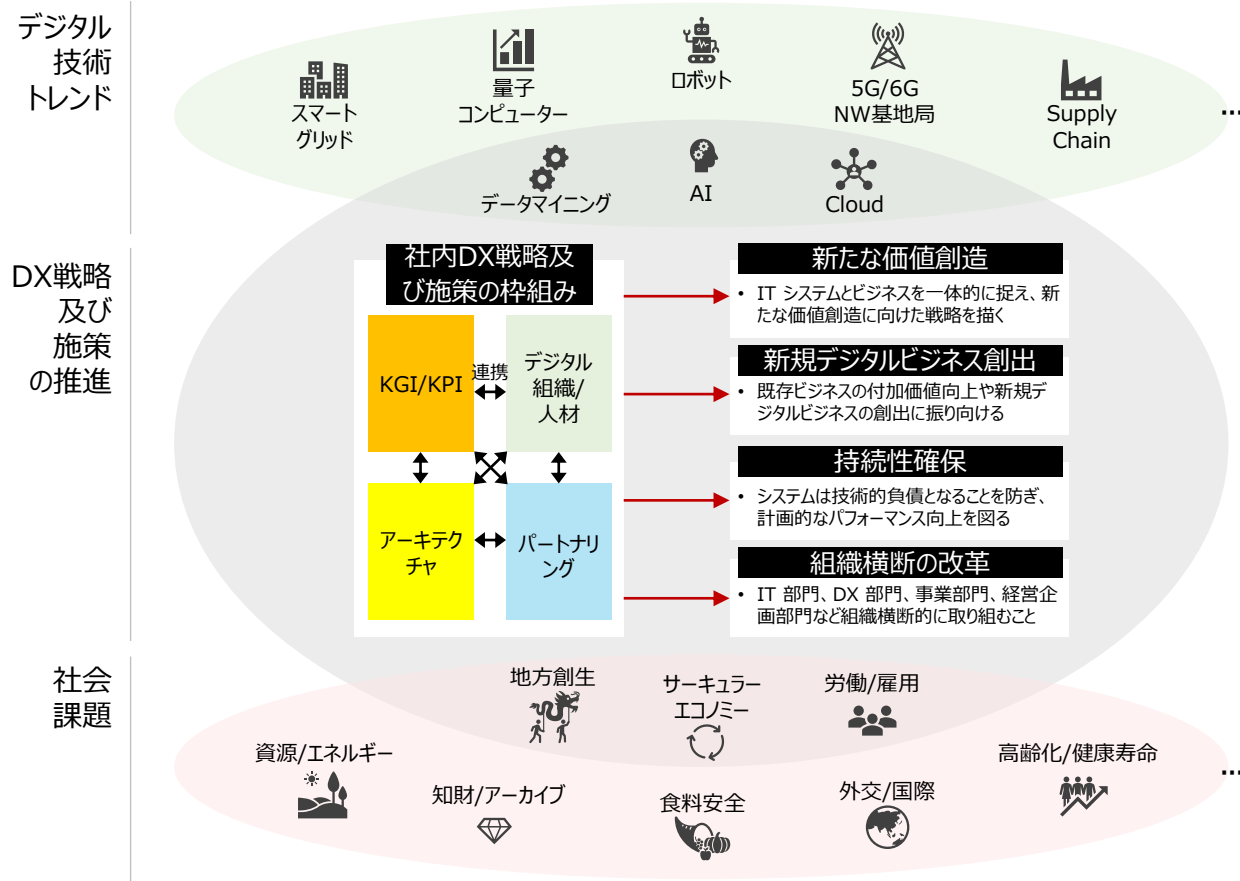 デジタル
技術
トレンド
スマート
グリッド
量子
コンピューター
ロボット
5G/6G
NW基地局
Supply
Chain
...
データマイニング
AI
Cloud
DX戦略
及び
施策
の推進
社内DX戦略及
び施策の枠組み
KGI/KPI
連携
デジタル
組織/
人材
アーキテク
チャ
パートナリ
ング
新たな価値創造
• IT システムとビジネスを一体的に捉え、新
たな価値創造に向けた戦略を描く
新規デジタルビジネス創出
• 既存ビジネスの付加価値向上や新規デ
ジタルビジネスの創出に振り向ける
持続性確保
• システムは技術的負債となることを防ぎ、
計画的なパフォーマンス向上を図る
組織横断の改革
• IT 部門、DX 部門、事業部門、経営企
画部門など組織横断的に取り組むこと
社会
課題
地方創生
サーキュラー
エコノミー
労働/雇用
資源/エネルギー
知財/アーカイブ
食料安全
外交/国際
高齢化/健康寿命
...